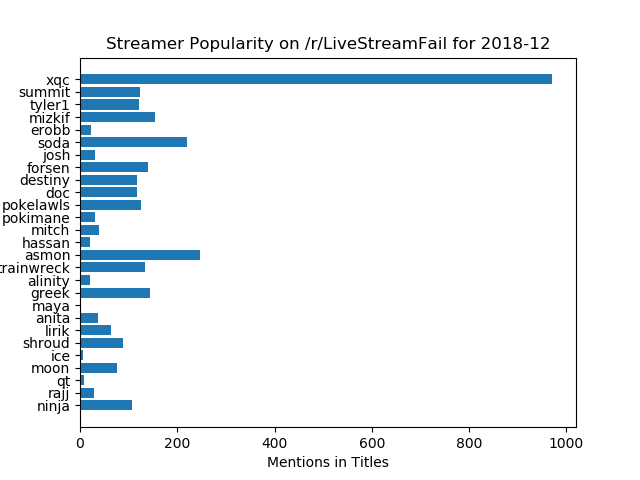 Streamer Popularity on /r/LiveStreamFail for 2018-12
xqc
summit
tyler1
mizkif
erobb
soda
josh
forsen
destiny
doc
pokelawls
pokimane
mitch
hassan
asmon
trainwreck
alinity
greek
maya
anita
lirik
shroud
ice
moon
qt
rajj
ninja
0 200 400 600 800 1000
Mentions in Titles